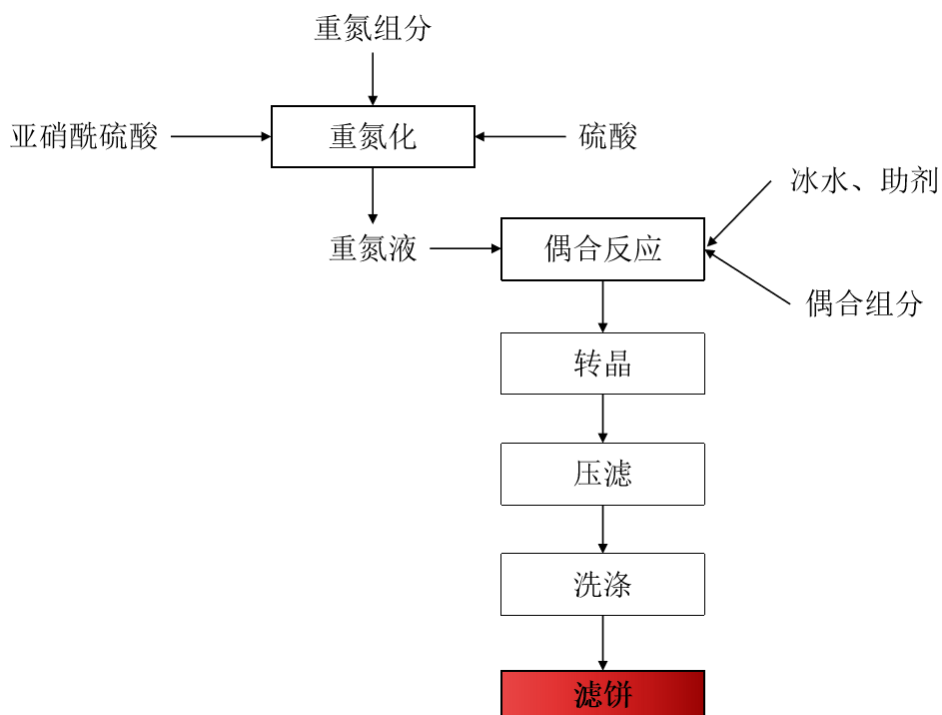 重氮组分
亚硝酰硫酸
重氮化
硫酸
冰水、助剂
重氮液
偶合反应
偶合组分
转晶
压滤
洗涤
滤饼